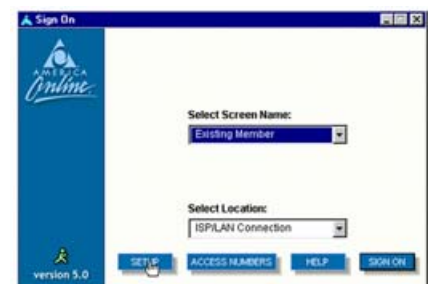 Sign On
AMERICA
Online
Select Screen Name:
Existing Member
Select Location:
ISP/LAN Connection
version 5.0
SETUP
ACCESS NUMBERS
HELP
SIGN ON